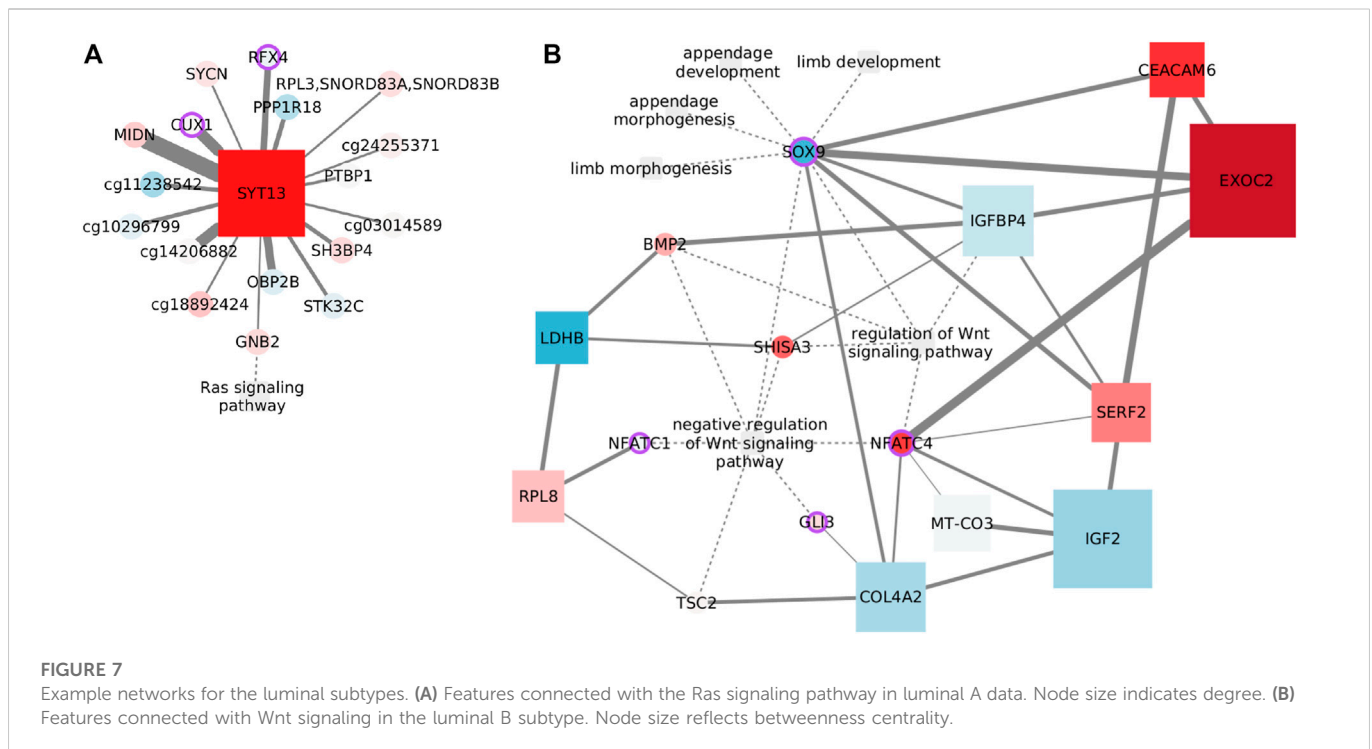 A
RFX4
SYCN
RPL3,SNORD83A,SNORD83B
PPP1R18
CUX1
MIDN
cg24255371
PTBP1
cg11238542
SYT13
cg10296799
cg03014589
cg14206882
SH3BP4
OBP2B
cg18892424
STK32C
GNB2
Ras signaling
pathway
B
appendage
development
limb development
CEACAM6
appendage
morphogenesis
SOX9
limb morphogenesis
EXOC2
IGFBP4
BMP2
LDHB
SHISA3
regulation of Wnt
signaling pathway
SERF2
negative regulation
of Wnt signaling
pathway
NFATC1
NFATC4
RPL8
GLI3
MT-CO3
IGF2
TSC2
COL4A2
FIGURE 7
Example networks for the luminal subtypes. (A) Features connected with the Ras signaling pathway in luminal A data. Node size indicates degree. (B)
Features connected with Wnt signaling in the luminal B subtype. Node size reflects betweenness centrality.